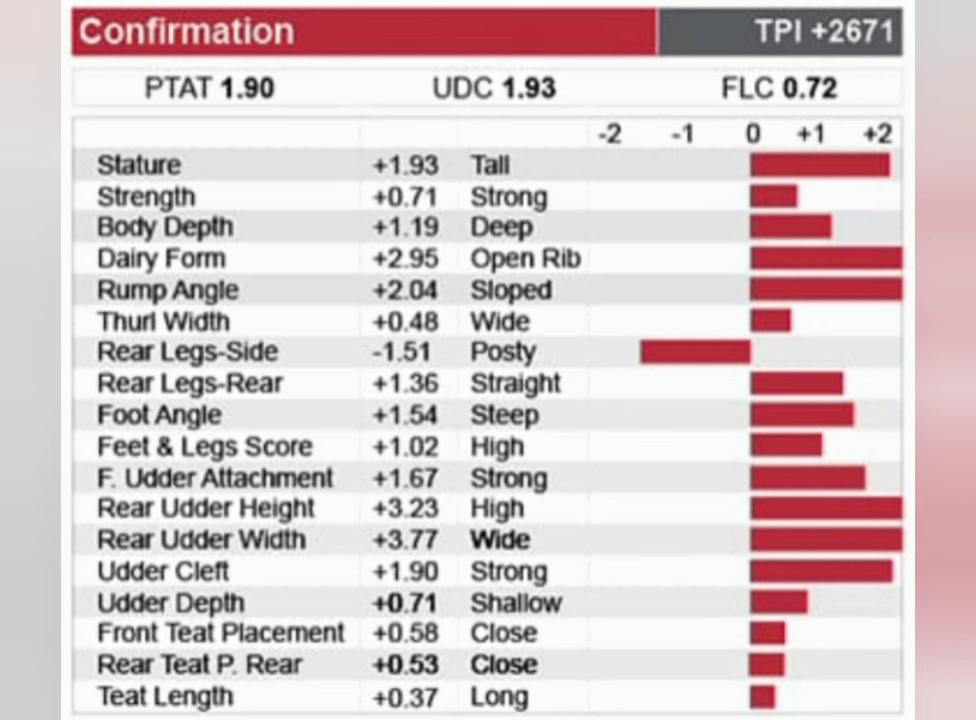 Confirmation TPI +2671
PTAT 1.90 UDC 1.93 FLC 0.72
-2 -1 0 +1 +2
Stature +1.93 Tall
Strength +0.71 Strong
Body Depth +1.19 Deep
Dairy Form +2.95 Open Rib
Rump Angle +2.04 Sloped
Thurl Width +0.48 Wide
Rear Legs-Side -1.51 Posty
Rear Legs-Rear +1.36 Straight
Foot Angle +1.54 Steep
Feet & Legs Score +1.02 High
F. Udder Attachment +1.67 Strong
Rear Udder Height +3.23 High
Rear Udder Width +3.77 Wide
Udder Cleft +1.90 Strong
Udder Depth +0.71 Shallow
Front Teat Placement +0.58 Close
Rear Teat P. Rear +0.53 Close
Teat Length +0.37 Long